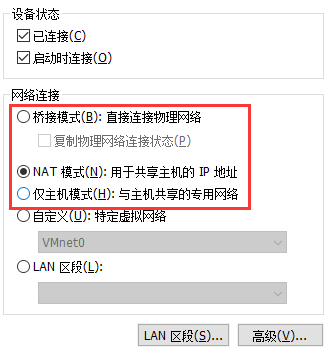 设备状态
已连接(C)
启动时连接(O)
网络连接
桥接模式(B): 直接连接物理网络
复制物理网络连接状态(P)
NAT 模式(N): 用于共享主机的 IP 地址
仅主机模式(H): 与主机共享的专用网络
自定义(U): 特定虚拟网络
VMnet0
LAN 区段(L):
LAN 区段(S)... 高级(V)...